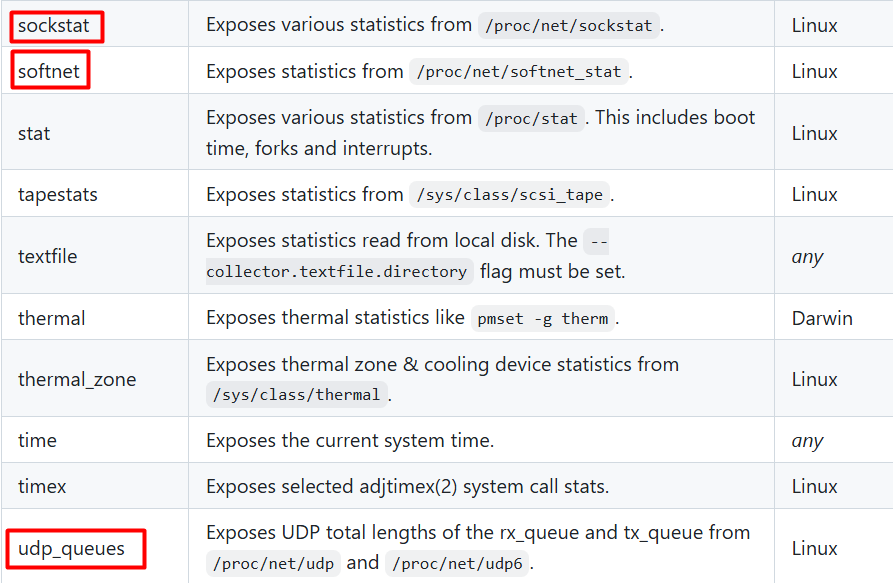 sockstat Exposes various statistics from /proc/net/sockstat. Linux
softnet Exposes statistics from /proc/net/softnet_stat. Linux
stat Exposes various statistics from /proc/stat. This includes boot
time, forks and interrupts. Linux
tapestats Exposes statistics from /sys/class/scsi_tape. Linux
textfile Exposes statistics read from local disk. The --
collector.textfile.directory flag must be set. any
thermal Exposes thermal statistics like pmset -g therm. Darwin
thermal_zone Exposes thermal zone & cooling device statistics from
/sys/class/thermal. Linux
time Exposes the current system time. any
timex Exposes selected adjtimex(2) system call stats. Linux
udp_queues Exposes UDP total lengths of the rx_queue and tx_queue from
/proc/net/udp and /proc/net/udp6. Linux